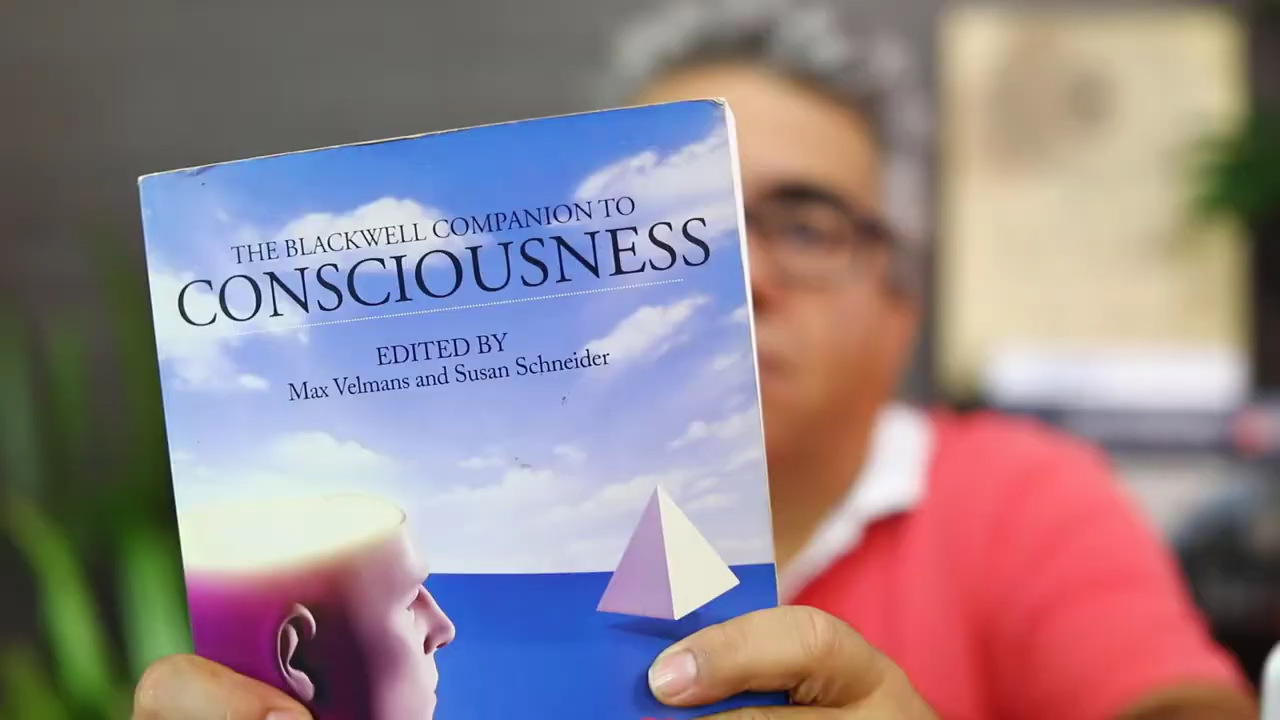 THE BLACKWELL COMPANION TO
CONSCIOUSNESS
EDITED BY
Max Velmans and Susan Schneider